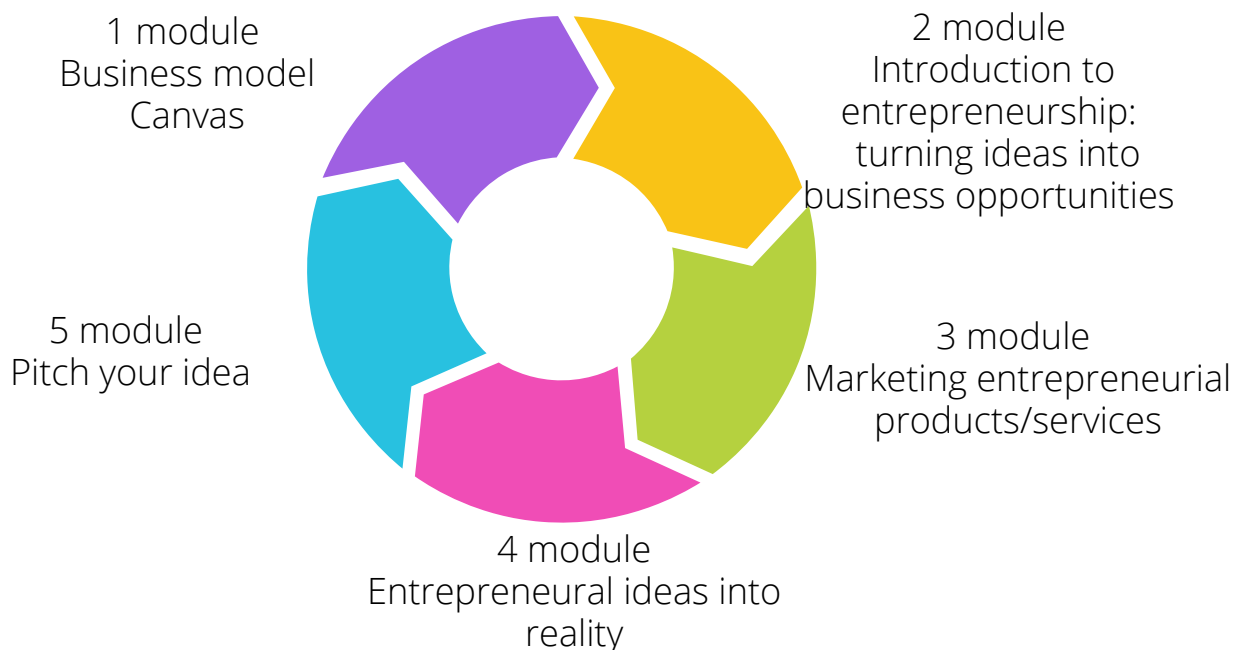 1 module
Business model
Canvas
2 module
Introduction to
entrepreneurship:
turning ideas into
business opportunities
3 module
Marketing entrepreneurial
products/services
4 module
Entrepreneural ideas into
reality
5 module
Pitch your idea